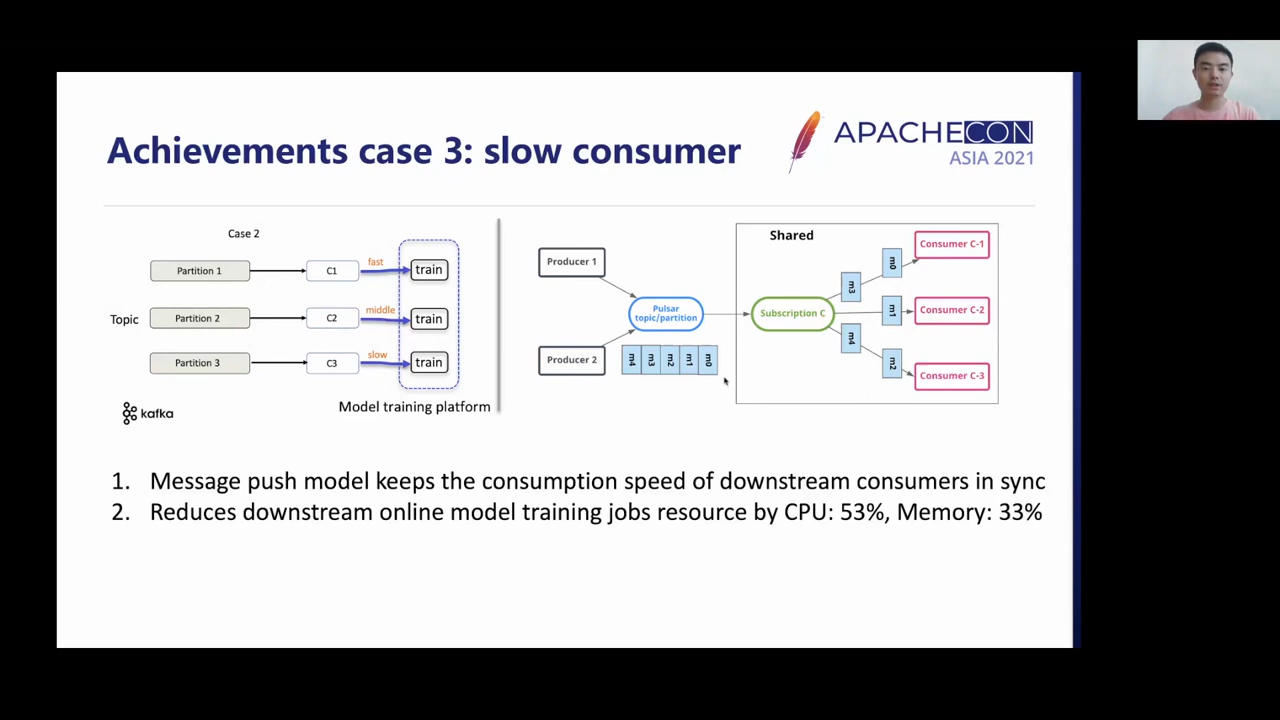 Achievements case 3: slow consumer
APACHECON
ASIA 2021
Case 2
Topic
Partition 1
C1
fast
train
Partition 2
C2
middle
train
Partition 3
C3
slow
train
kafka
Model training platform
Producer 1
Producer 2
Pulsar
topic/partition
m4
m3
m2
m1
m0
Shared
Subscription C
m3
m0
m1
m4
m2
Consumer C-1
Consumer C-2
Consumer C-3
1. Message push model keeps the consumption speed of downstream consumers in sync
2. Reduces downstream online model training jobs resource by CPU: 53%, Memory: 33%